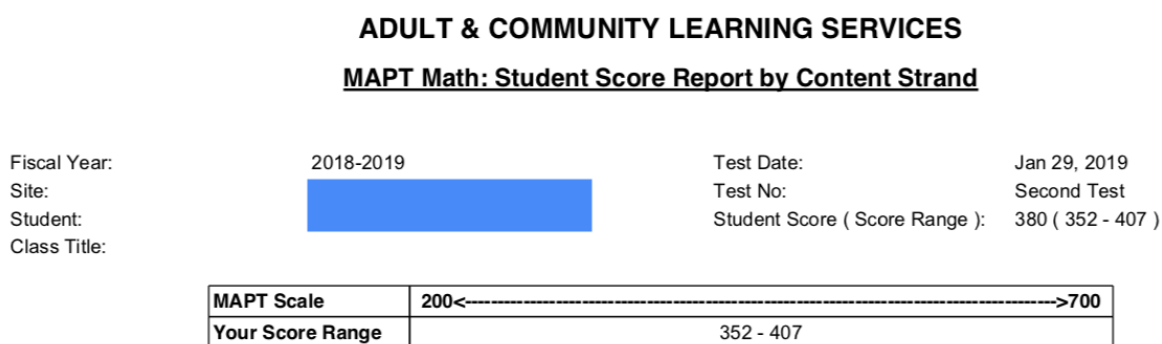 ADULT & COMMUNITY LEARNING SERVICES
MAPT Math: Student Score Report by Content Strand
Fiscal Year: 2018-2019 Test Date: Jan 29, 2019
Site: Test No: Second Test
Student: Student Score ( Score Range ): 380 ( 352 - 407 )
Class Title:
MAPT Scale 200<---------------------------------------------------------------------------------------------->700
Your Score Range 352 - 407